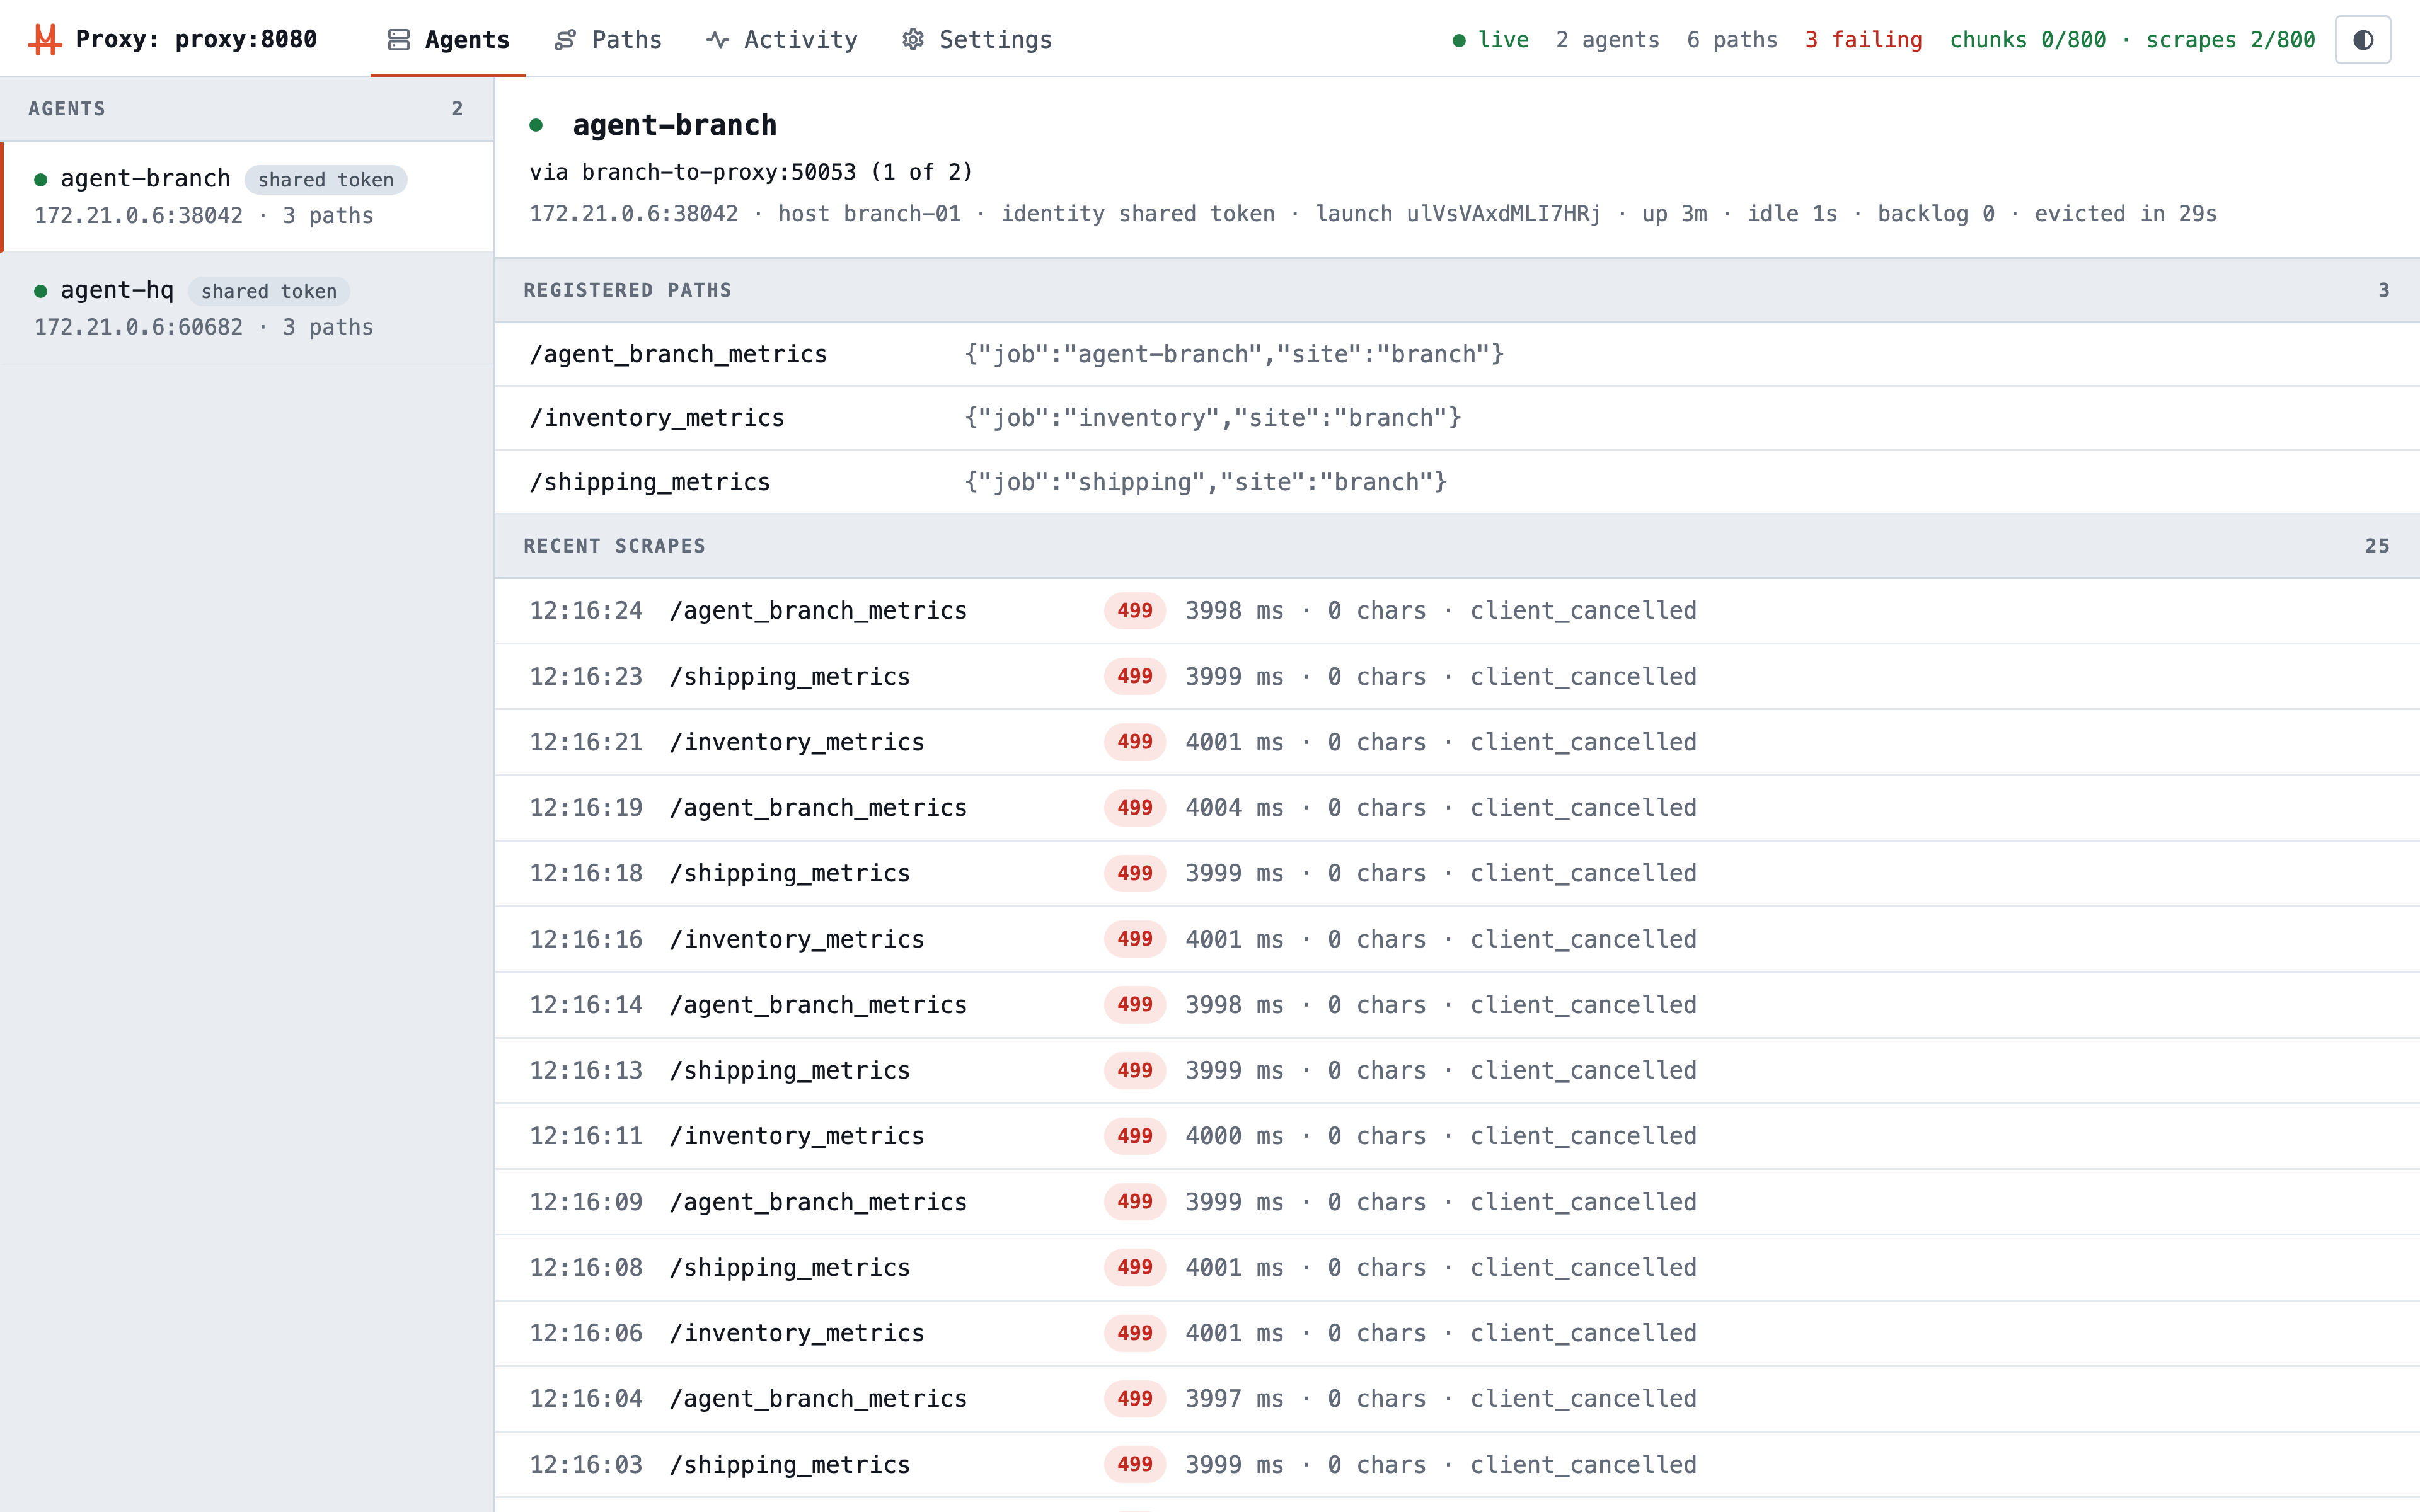 Proxy: proxy:8080 Agents Paths Activity Settings live 2 agents 6 paths 3 failing chunks 0/800 · scrapes 2/800
AGENTS 2
agent-branch shared token
172.21.0.6:38042 · 3 paths
agent-hq shared token
172.21.0.6:60682 · 3 paths
agent-branch
via branch-to-proxy:50053 (1 of 2)
172.21.0.6:38042 · host branch-01 · identity shared token · launch ulVsVAxdMLI7HRj · up 3m · idle 1s · backlog 0 · evicted in 29s
REGISTERED PATHS 3
/agent_branch_metrics {"job":"agent-branch","site":"branch"}
/inventory_metrics {"job":"inventory","site":"branch"}
/shipping_metrics {"job":"shipping","site":"branch"}
RECENT SCRAPES 25
12:16:24 /agent_branch_metrics 499 3998 ms · 0 chars · client_cancelled
12:16:23 /shipping_metrics 499 3999 ms · 0 chars · client_cancelled
12:16:21 /inventory_metrics 499 4001 ms · 0 chars · client_cancelled
12:16:19 /agent_branch_metrics 499 4004 ms · 0 chars · client_cancelled
12:16:18 /shipping_metrics 499 3999 ms · 0 chars · client_cancelled
12:16:16 /inventory_metrics 499 4001 ms · 0 chars · client_cancelled
12:16:14 /agent_branch_metrics 499 3998 ms · 0 chars · client_cancelled
12:16:13 /shipping_metrics 499 3999 ms · 0 chars · client_cancelled
12:16:11 /inventory_metrics 499 4000 ms · 0 chars · client_cancelled
12:16:09 /agent_branch_metrics 499 3999 ms · 0 chars · client_cancelled
12:16:08 /shipping_metrics 499 4001 ms · 0 chars · client_cancelled
12:16:06 /inventory_metrics 499 4001 ms · 0 chars · client_cancelled
12:16:04 /agent_branch_metrics 499 3997 ms · 0 chars · client_cancelled
12:16:03 /shipping_metrics 499 3999 ms · 0 chars · client_cancelled